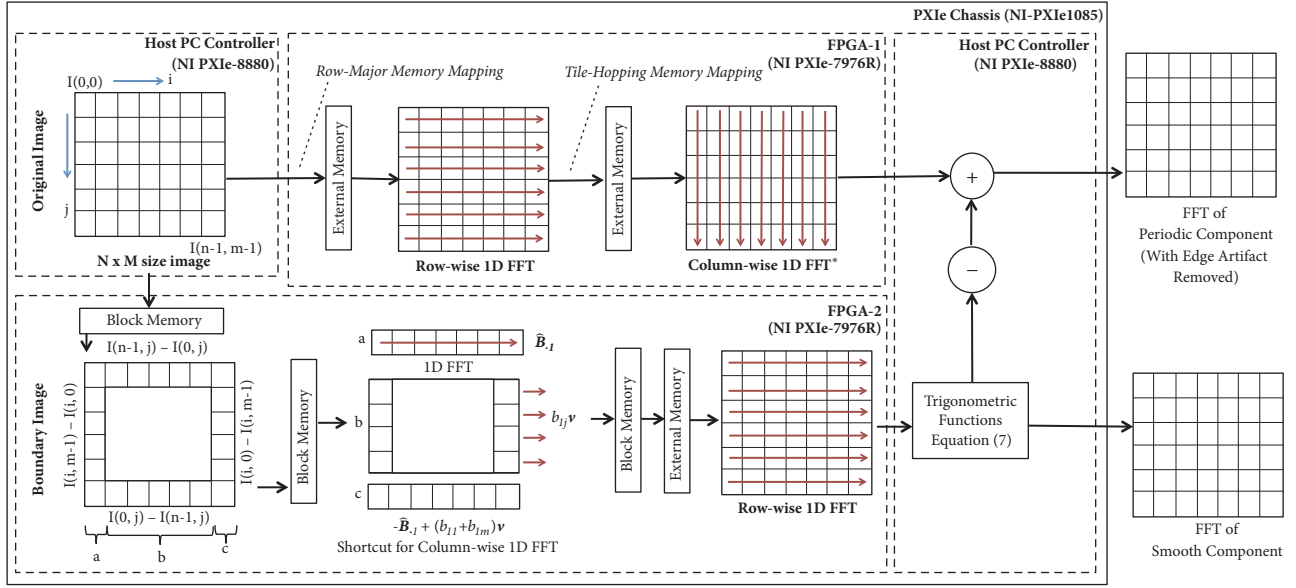 PXIe Chassis (NI-PXIe1085)
Host PC Controller
(NI PXIe-8880)
I(0,0)
i
Original Image
j
I(n-1, m-1)
N x M size image
FPGA-1
(NI PXIe-7976R)
Row-Major Memory Mapping
Tile-Hopping Memory Mapping
External Memory
Row-wise 1D FFT
External Memory
Column-wise 1D FFT*
Host PC Controller
(NI PXIe-8880)
+
−
Trigonometric
Functions
Equation (7)
FFT of
Periodic Component
(With Edge Artifact
Removed)
FFT of
Smooth Component
FPGA-2
(NI PXIe-7976R)
Block Memory
I(n-1, j) – I(0, j)
Boundary Image
I(i, m-1) – I(i, 0)
I(i, 0) – I(i, m-1)
I(0, j) – I(n-1, j)
a
b
c
Block Memory
a
B̂.1
1D FFT
b
b1jv
c
-B̂.1 + (b11+b1m)v
Shortcut for Column-wise 1D FFT
Block Memory
External Memory
Row-wise 1D FFT